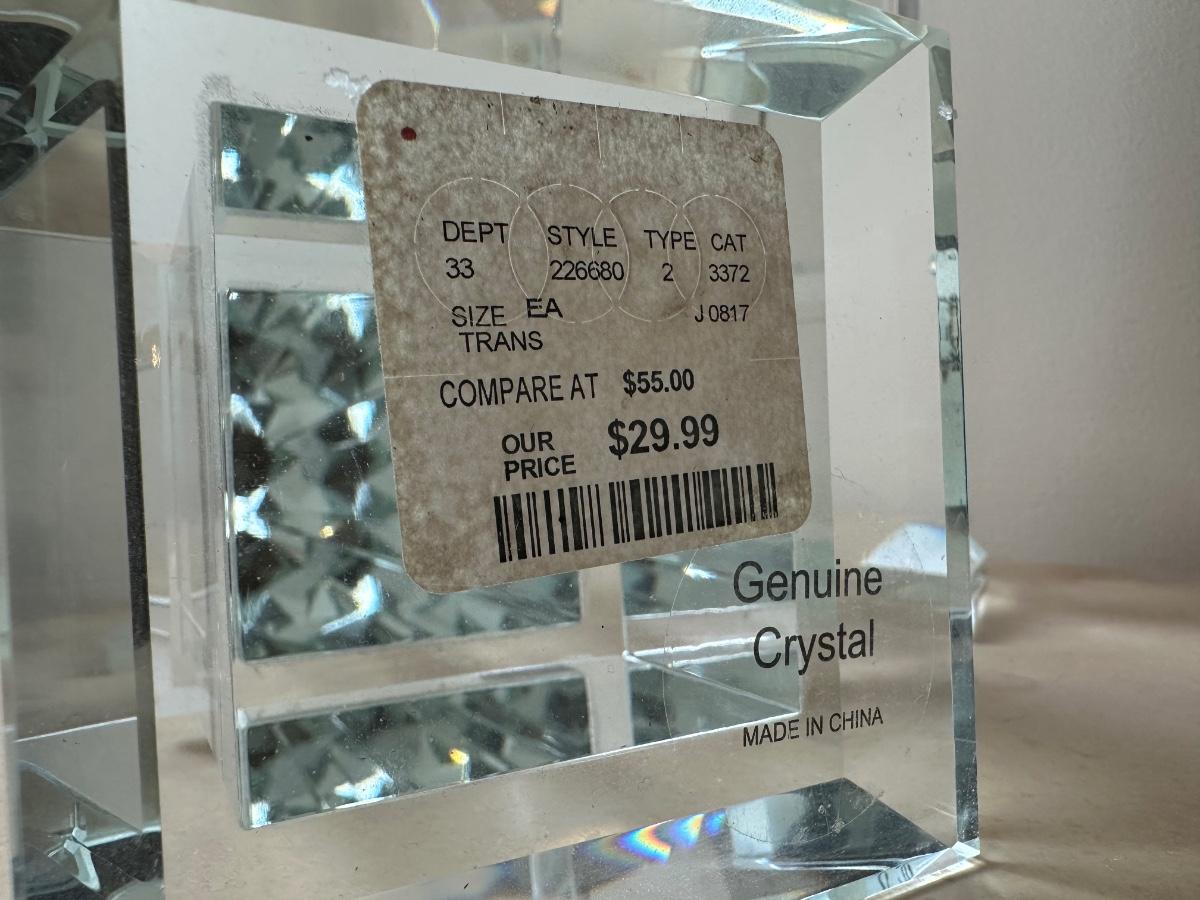 DEPT STYLE TYPE CAT
33 226680 2 3372
SIZE EA J0817
TRANS
COMPARE AT $55.00
OUR PRICE $29.99
Genuine
Crystal
MADE IN CHINA